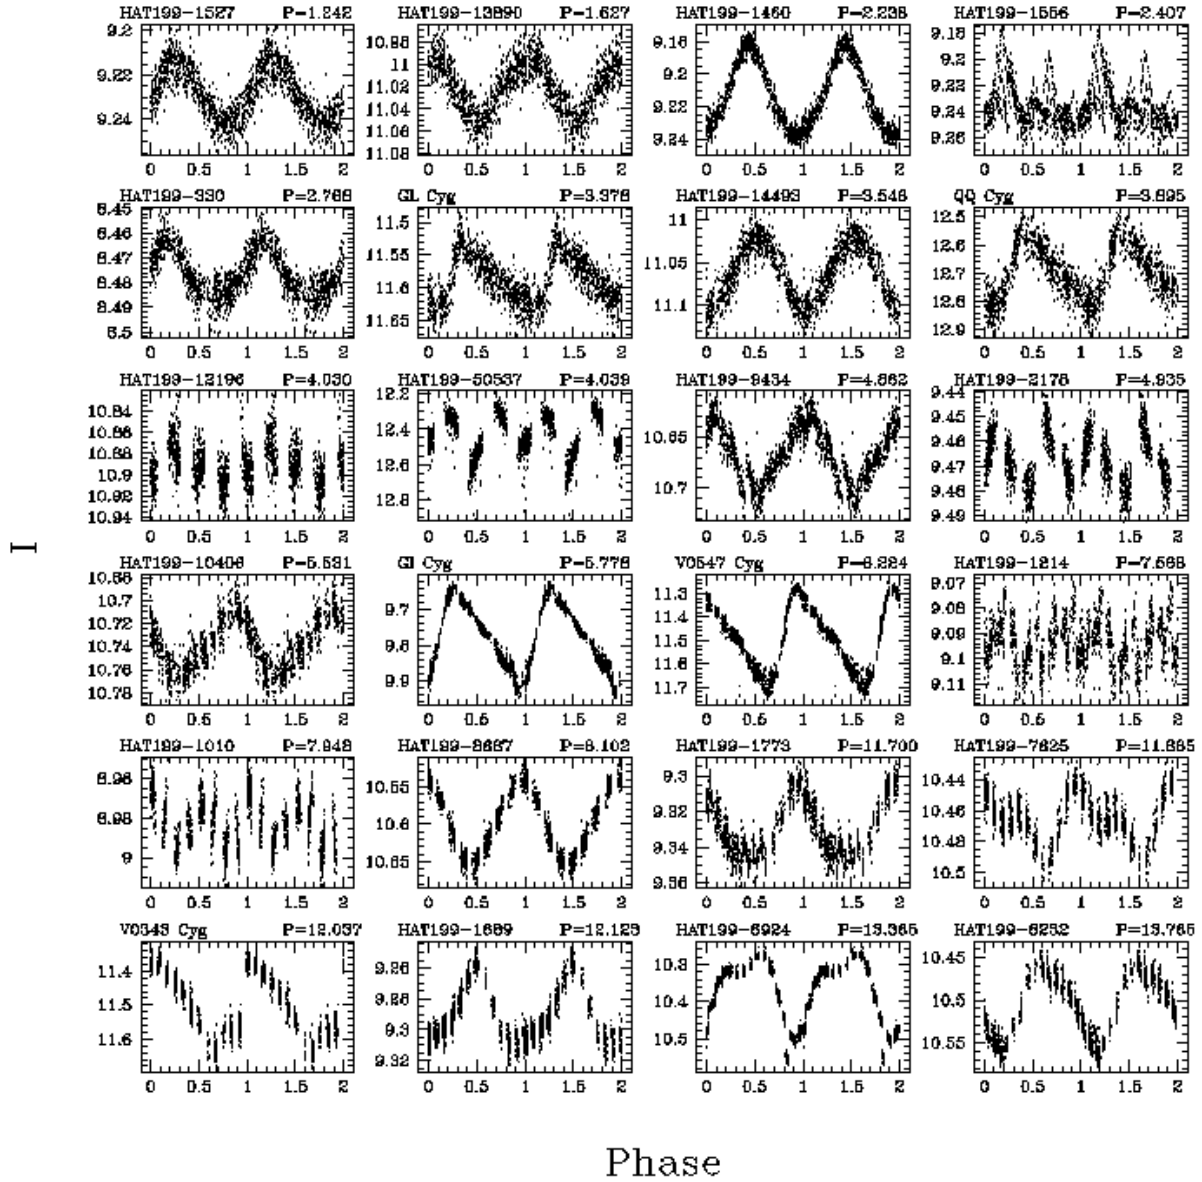 HAT199-1527 P=1.242
9.2
9.22
9.24
0 0.5 1 1.5 2
HAT199-13890 P=1.627
10.98
11
11.02
11.04
11.06
11.08
0 0.5 1 1.5 2
HAT199-1460 P=2.238
9.18
9.2
9.22
9.24
0 0.5 1 1.5 2
HAT199-1556 P=2.407
9.18
9.2
9.22
9.24
9.26
0 0.5 1 1.5 2
HAT199-330 P=2.768
8.45
8.46
8.47
8.48
8.49
8.5
0 0.5 1 1.5 2
GL Cyg P=3.378
11.5
11.55
11.6
11.65
0 0.5 1 1.5 2
HAT199-14493 P=3.548
11
11.05
11.1
0 0.5 1 1.5 2
QQ Cyg P=3.895
12.5
12.6
12.7
12.8
12.9
0 0.5 1 1.5 2
HAT199-12196 P=4.030
10.84
10.86
10.88
10.9
10.92
10.94
0 0.5 1 1.5 2
HAT199-50537 P=4.039
12.2
12.4
12.6
12.8
0 0.5 1 1.5 2
HAT199-9434 P=4.862
10.65
10.7
0 0.5 1 1.5 2
HAT199-2178 P=4.935
9.44
9.45
9.46
9.47
9.48
9.49
0 0.5 1 1.5 2
HAT199-10406 P=5.531
10.68
10.7
10.72
10.74
10.76
10.78
0 0.5 1 1.5 2
GI Cyg P=5.778
9.7
9.8
9.9
0 0.5 1 1.5 2
V0547 Cyg P=6.224
11.3
11.4
11.5
11.6
11.7
0 0.5 1 1.5 2
HAT199-1214 P=7.568
9.07
9.08
9.09
9.1
9.11
0 0.5 1 1.5 2
HAT199-1010 P=7.948
8.96
8.98
9
0 0.5 1 1.5 2
HAT199-8687 P=8.102
10.55
10.6
10.65
0 0.5 1 1.5 2
HAT199-1773 P=11.700
9.3
9.32
9.34
9.36
0 0.5 1 1.5 2
HAT199-7625 P=11.885
10.44
10.46
10.48
10.5
0 0.5 1 1.5 2
V0343 Cyg P=12.037
11.4
11.5
11.6
0 0.5 1 1.5 2
HAT199-1689 P=12.123
9.26
9.28
9.3
9.32
0 0.5 1 1.5 2
HAT199-6924 P=13.365
10.3
10.4
10.5
0 0.5 1 1.5 2
HAT199-6232 P=13.765
10.45
10.5
10.55
0 0.5 1 1.5 2
I
Phase